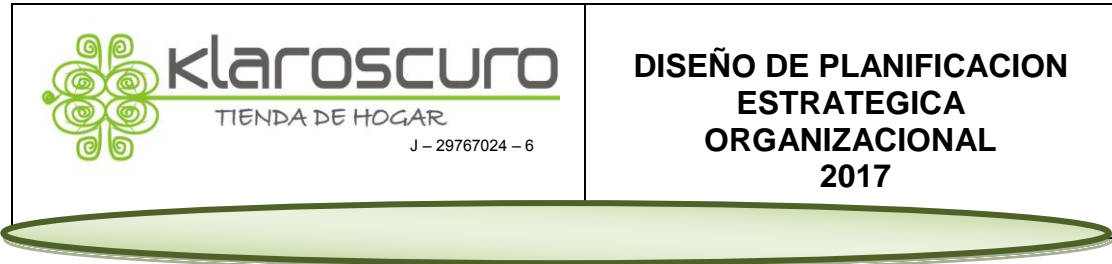 Klaroscuro
TIENDA DE HOGAR
J – 29767024 – 6
DISEÑO DE PLANIFICACION
ESTRATEGICA
ORGANIZACIONAL
2017